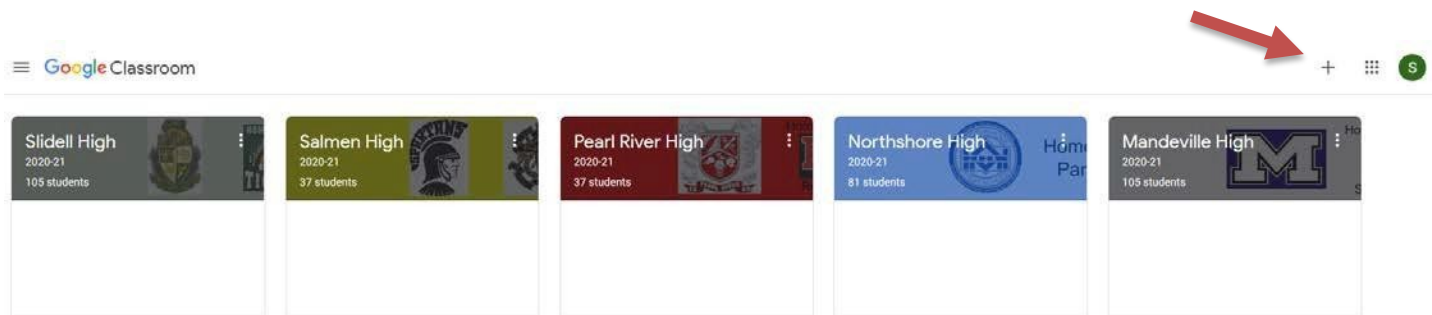 Google Classroom
S
Slidell High
2020-21
105 students
Salmen High
2020-21
37 students
Pearl River High
2020-21
37 students
Northshore High
2020-21
81 students
Mandeville High
2020-21
105 students
M